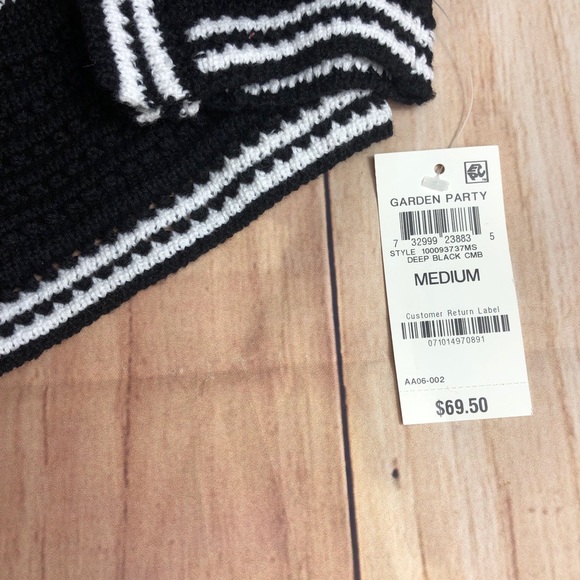 GARDEN PARTY
7 32999 23883 5
STYLE 100093737MS
DEEP BLACK CMB
MEDIUM
Customer Return Label
071014970891
AA06-002
$69.50